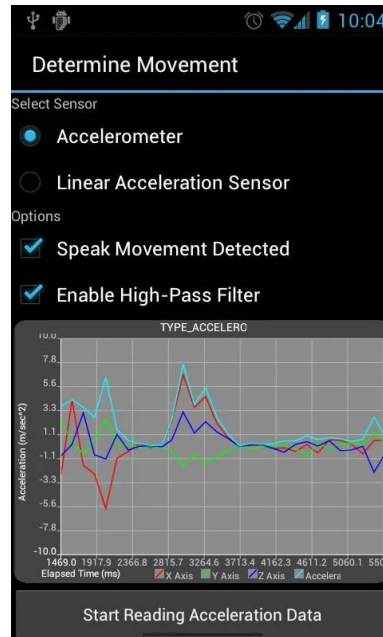 10:04
Determine Movement
Select Sensor
Accelerometer
Linear Acceleration Sensor
Options
Speak Movement Detected
Enable High-Pass Filter
TYPE_ACCELERO
10.0
7.8
5.6
3.3
1.1
-1.1
-3.3
-5.6
-7.8
-10.0
Acceleration (m/sec^2)
1469.0 1917.9 2366.8 2815.7 3264.6 3713.4 4162.3 4611.2 5060.1 550
Elapsed Time (ms) X Axis Y Axis Z Axis Accelera
Start Reading Acceleration Data